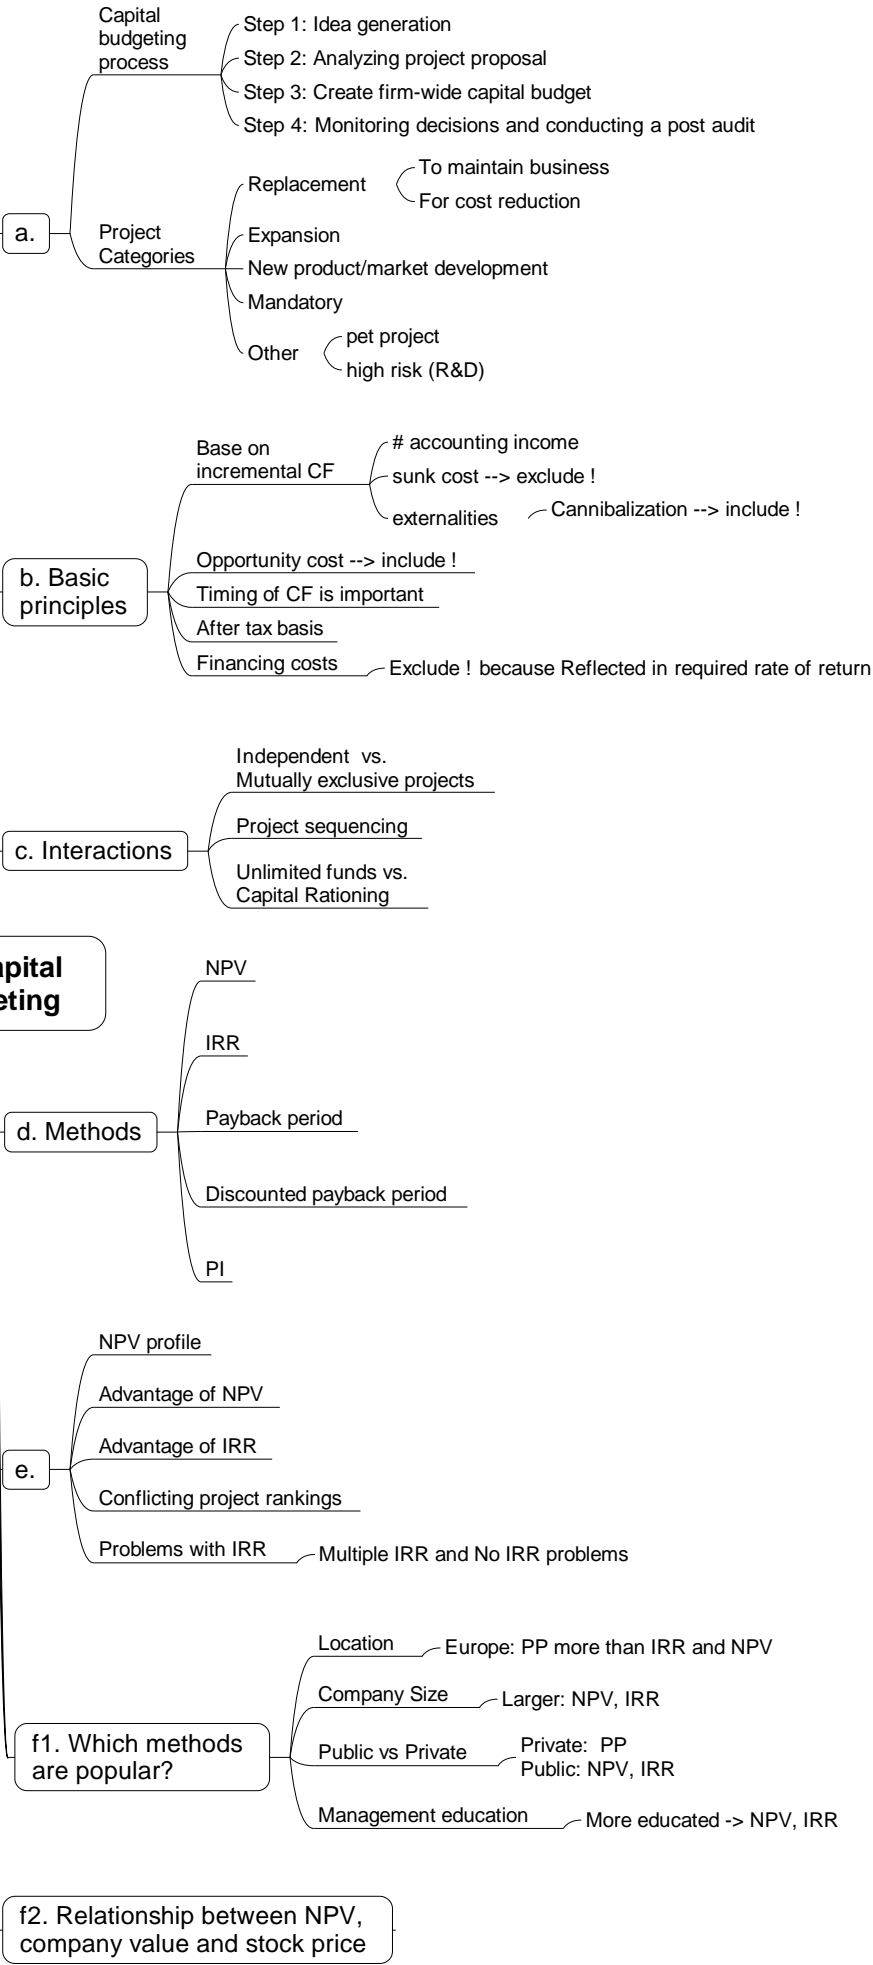 Capital
budgeting
process
Step 1: Idea generation
Step 2: Analyzing project proposal
Step 3: Create firm-wide capital budget
Step 4: Monitoring decisions and conducting a post audit
a.
Project
Categories
Replacement
To maintain business
For cost reduction
Expansion
New product/market development
Mandatory
Other
pet project
high risk (R&D)
b. Basic
principles
Base on
incremental CF
# accounting income
sunk cost --> exclude !
externalities
Cannibalization --> include !
Opportunity cost --> include !
Timing of CF is important
After tax basis
Financing costs
Exclude ! because Reflected in required rate of return
c. Interactions
Independent vs.
Mutually exclusive projects
Project sequencing
Unlimited funds vs.
Capital Rationing
apital
eting
d. Methods
NPV
IRR
Payback period
Discounted payback period
PI
e.
NPV profile
Advantage of NPV
Advantage of IRR
Conflicting project rankings
Problems with IRR
Multiple IRR and No IRR problems
f1. Which methods
are popular?
Location
Europe: PP more than IRR and NPV
Company Size
Larger: NPV, IRR
Public vs Private
Private: PP
Public: NPV, IRR
Management education
More educated -> NPV, IRR
f2. Relationship between NPV,
company value and stock price